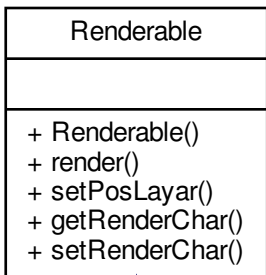 Renderable
+ Renderable()
+ render()
+ setPosLayar()
+ getRenderChar()
+ setRenderChar()